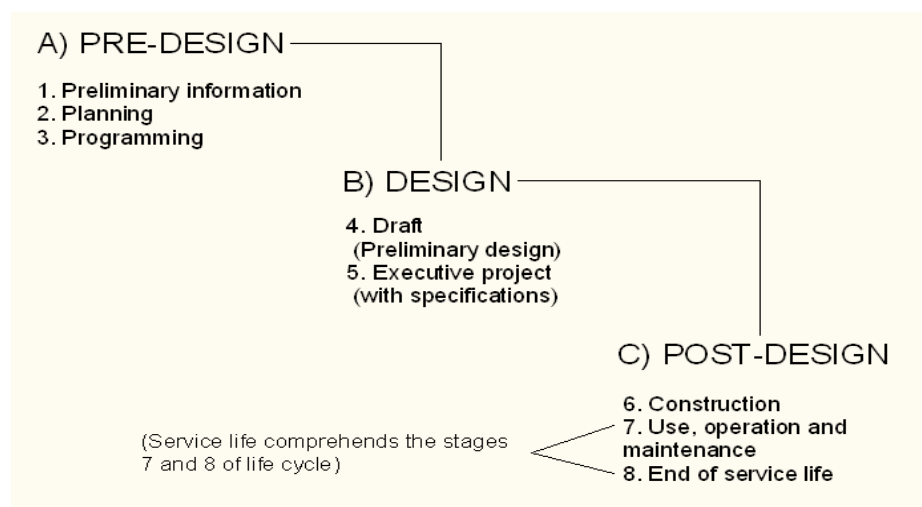 A) PRE-DESIGN
1. Preliminary information
2. Planning
3. Programming
B) DESIGN
4. Draft
(Preliminary design)
5. Executive project
(with specifications)
C) POST-DESIGN
6. Construction
7. Use, operation and
maintenance
8. End of service life
(Service life comprehends the stages
7 and 8 of life cycle)